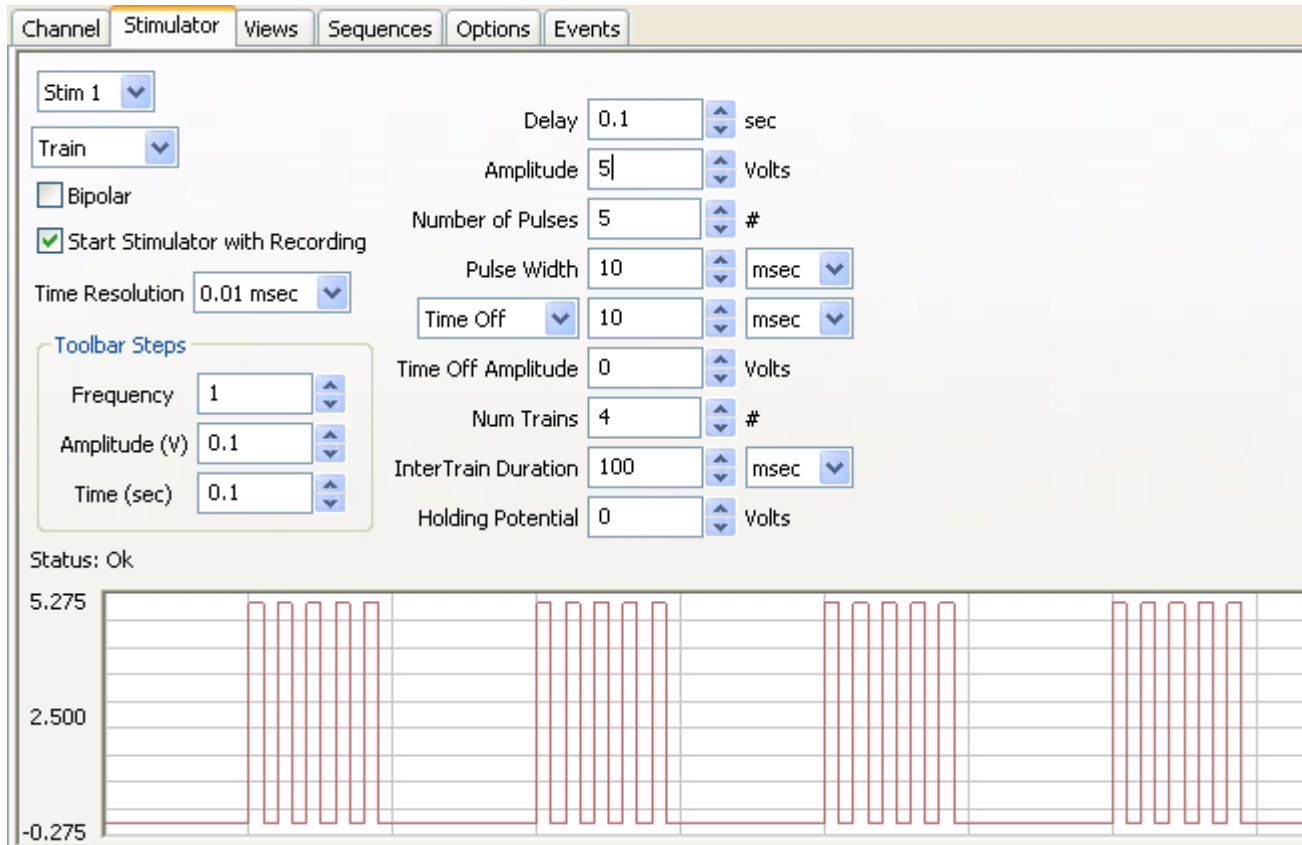 Channel Stimulator Views Sequences Options Events
Stim 1
Train
Bipolar
Start Stimulator with Recording
Time Resolution 0.01 msec
Toolbar Steps
Frequency 1
Amplitude (V) 0.1
Time (sec) 0.1
Delay 0.1 sec
Amplitude 5 Volts
Number of Pulses 5 #
Pulse Width 10 msec
Time Off 10 msec
Time Off Amplitude 0 Volts
Num Trains 4 #
InterTrain Duration 100 msec
Holding Potential 0 Volts
Status: Ok
5.275
2.500
-0.275